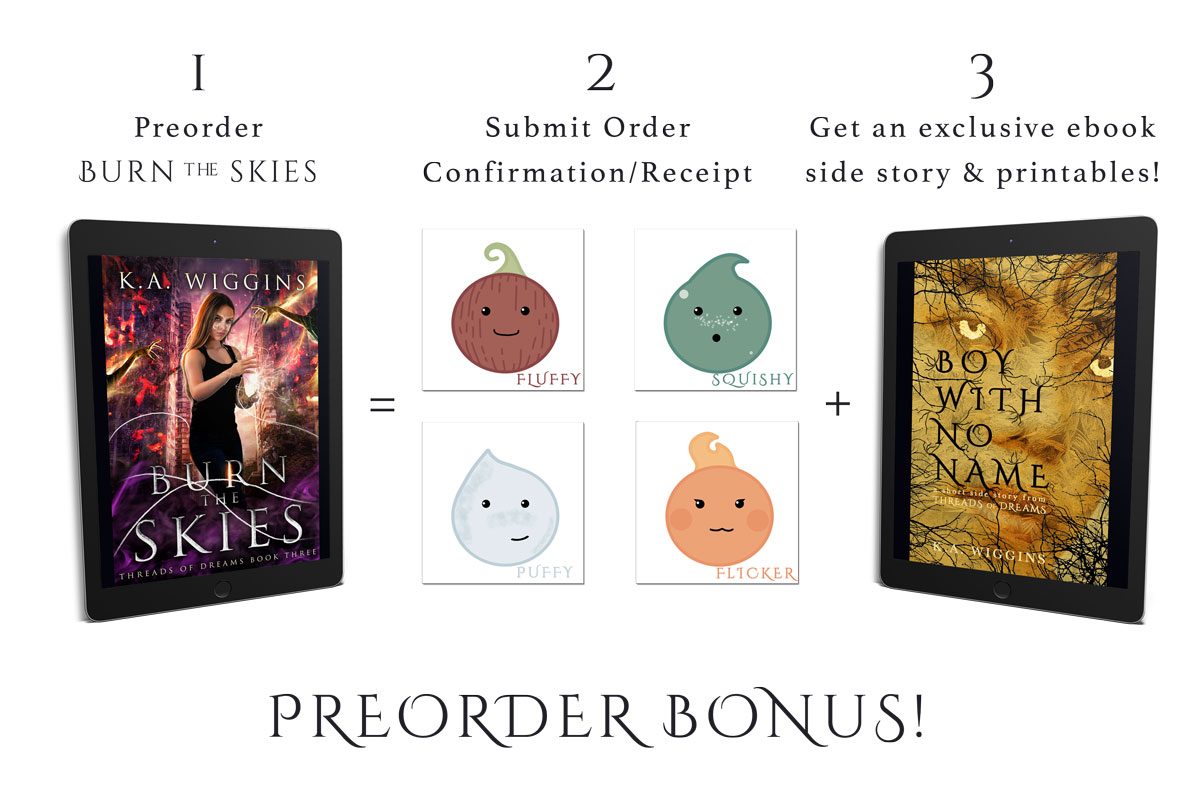 1
Preorder
BURN THE SKIES
2
Submit Order
Confirmation/Receipt
3
Get an exclusive ebook
side story & printables!
K.A. WIGGINS
BURN
THE
SKIES
THREADS OF DREAMS BOOK THREE
=
FLUFFY
SQUISHY
PUFFY
FLICKER
+
BOY
WITH
NO
NAME
a short side story from
THREADS OF DREAMS
K.A. WIGGINS
PREORDER BONUS!